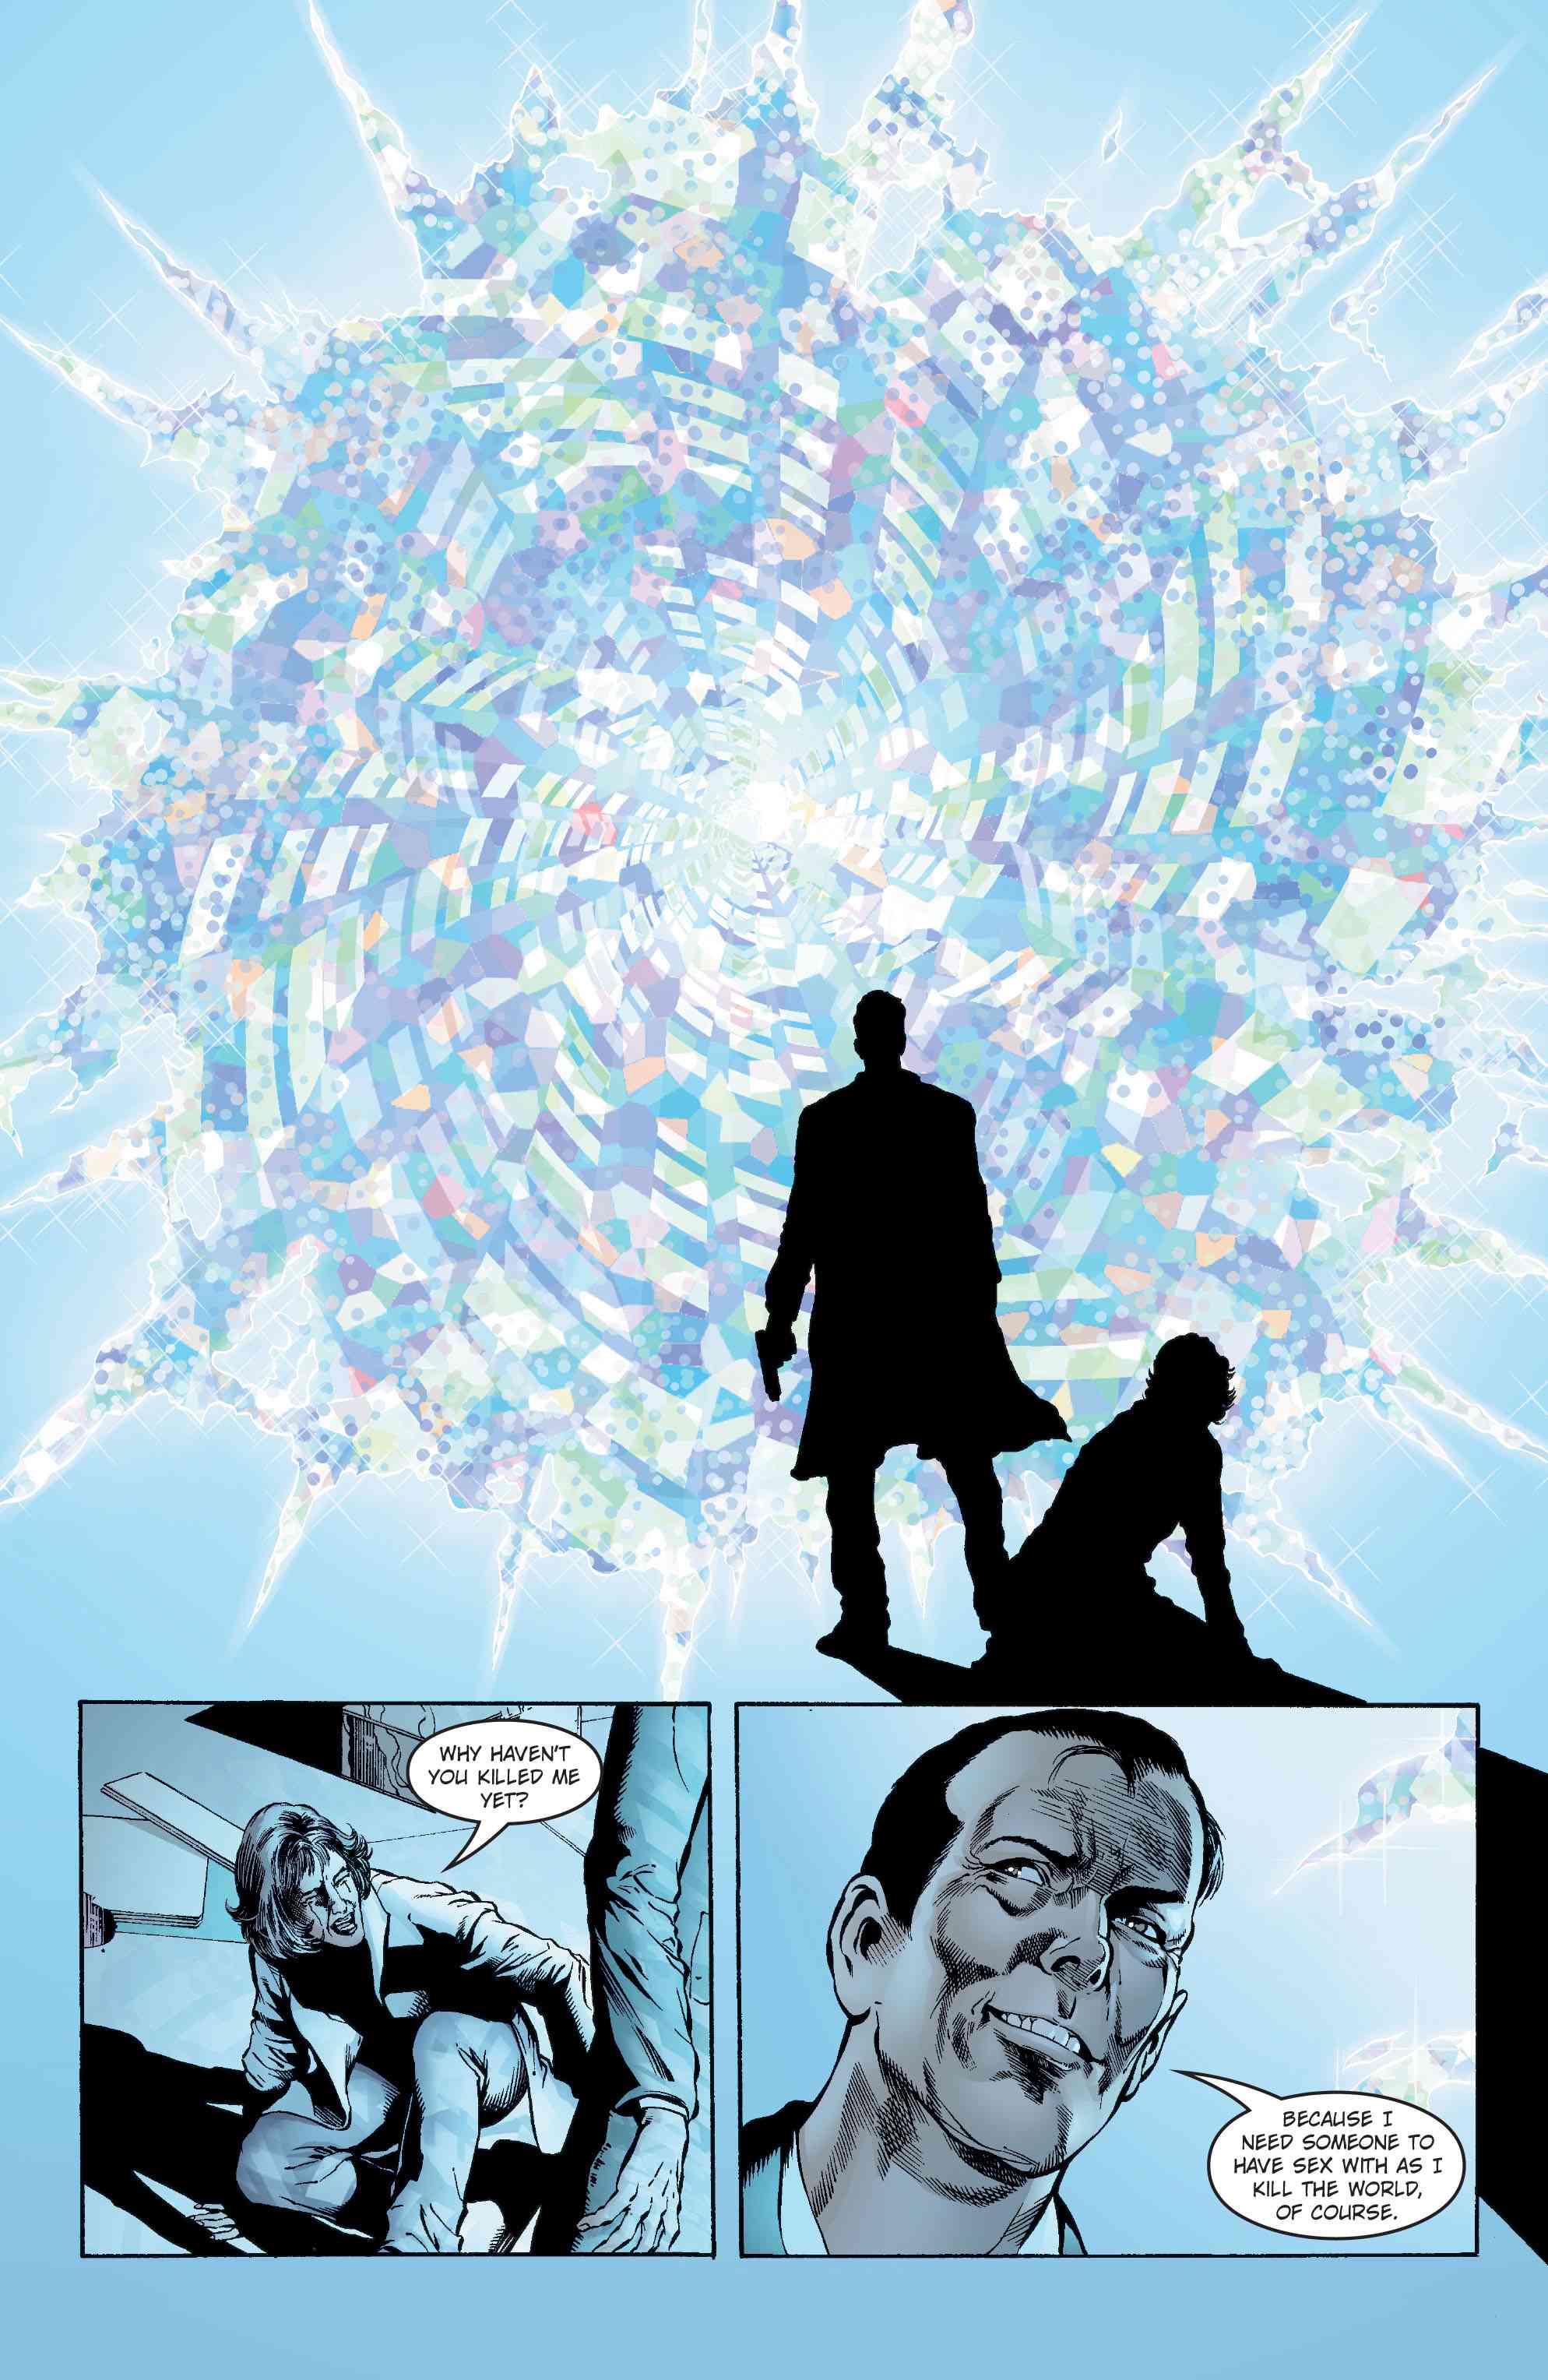 WHY HAVEN'T
YOU KILLED ME
YET?
BECAUSE I
NEED SOMEONE TO
HAVE SEX WITH AS I
KILL THE WORLD,
OF COURSE.